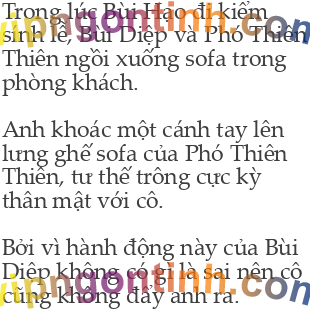 Trong lúc Bùi Hạo đi kiểm
sinh lễ, Bùi Diệp và Phó Thiên
Thiên ngồi xuống sofa trong
phòng khách.
Anh khoác một cánh tay lên
lưng ghế sofa của Phó Thiên
Thiên, tư thế trông cực kỳ
thân mật với cô.
Bởi vì hành động này của Bùi
Diệp không có gì là sai nên cô
cũng không đẩy anh ra.